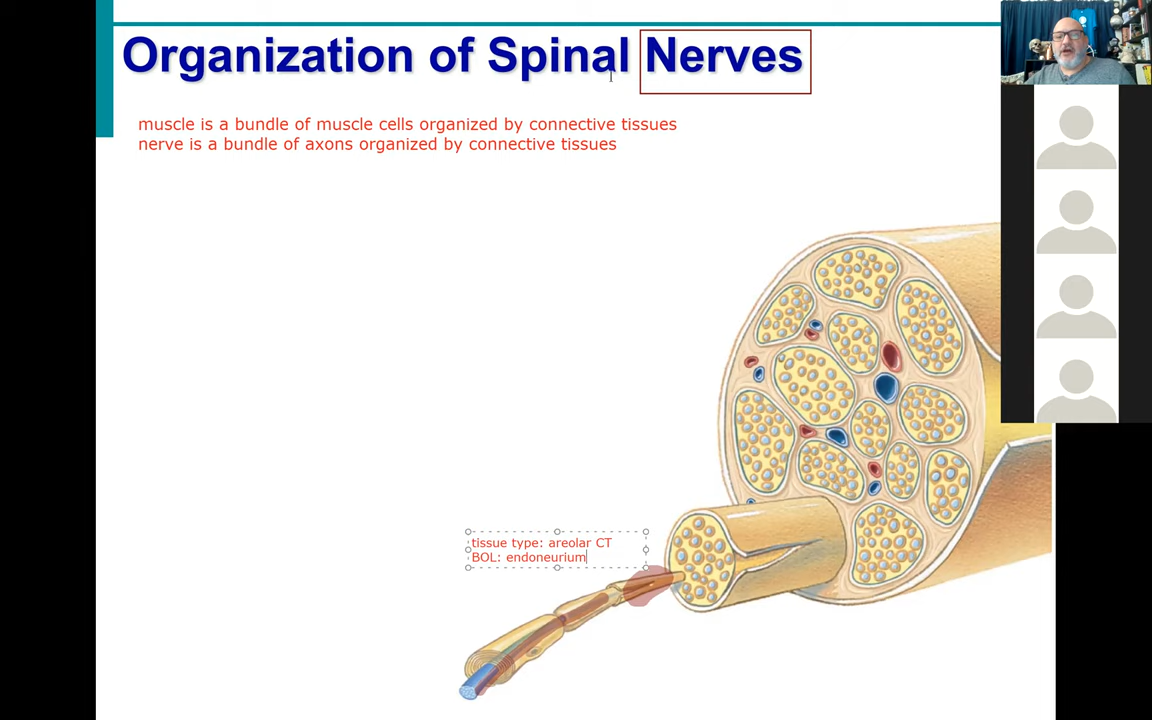 Organization of Spinal Nerves
muscle is a bundle of muscle cells organized by connective tissues
nerve is a bundle of axons organized by connective tissues
tissue type: areolar CT
BOL: endoneurium